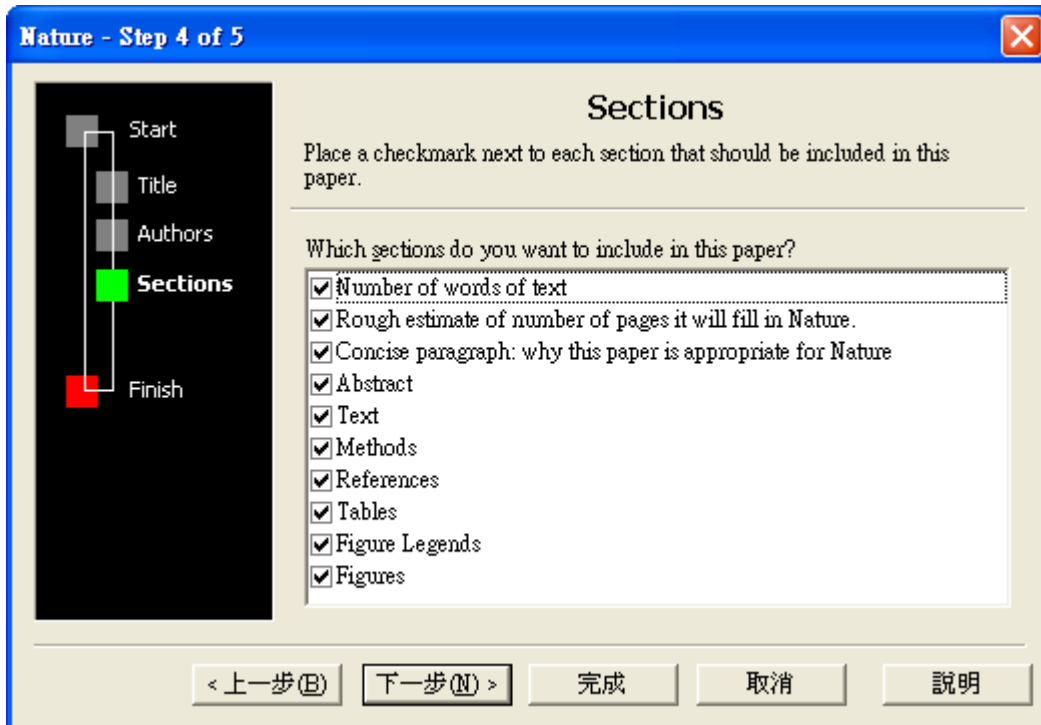 Nature - Step 4 of 5
Start
Title
Authors
Sections
Finish
Sections
Place a checkmark next to each section that should be included in this
paper.
Which sections do you want to include in this paper?
Number of words of text
Rough estimate of number of pages it will fill in Nature.
Concise paragraph: why this paper is appropriate for Nature
Abstract
Text
Methods
References
Tables
Figure Legends
Figures
< 上一步(B) 下一步(N) > 完成 取消 說明